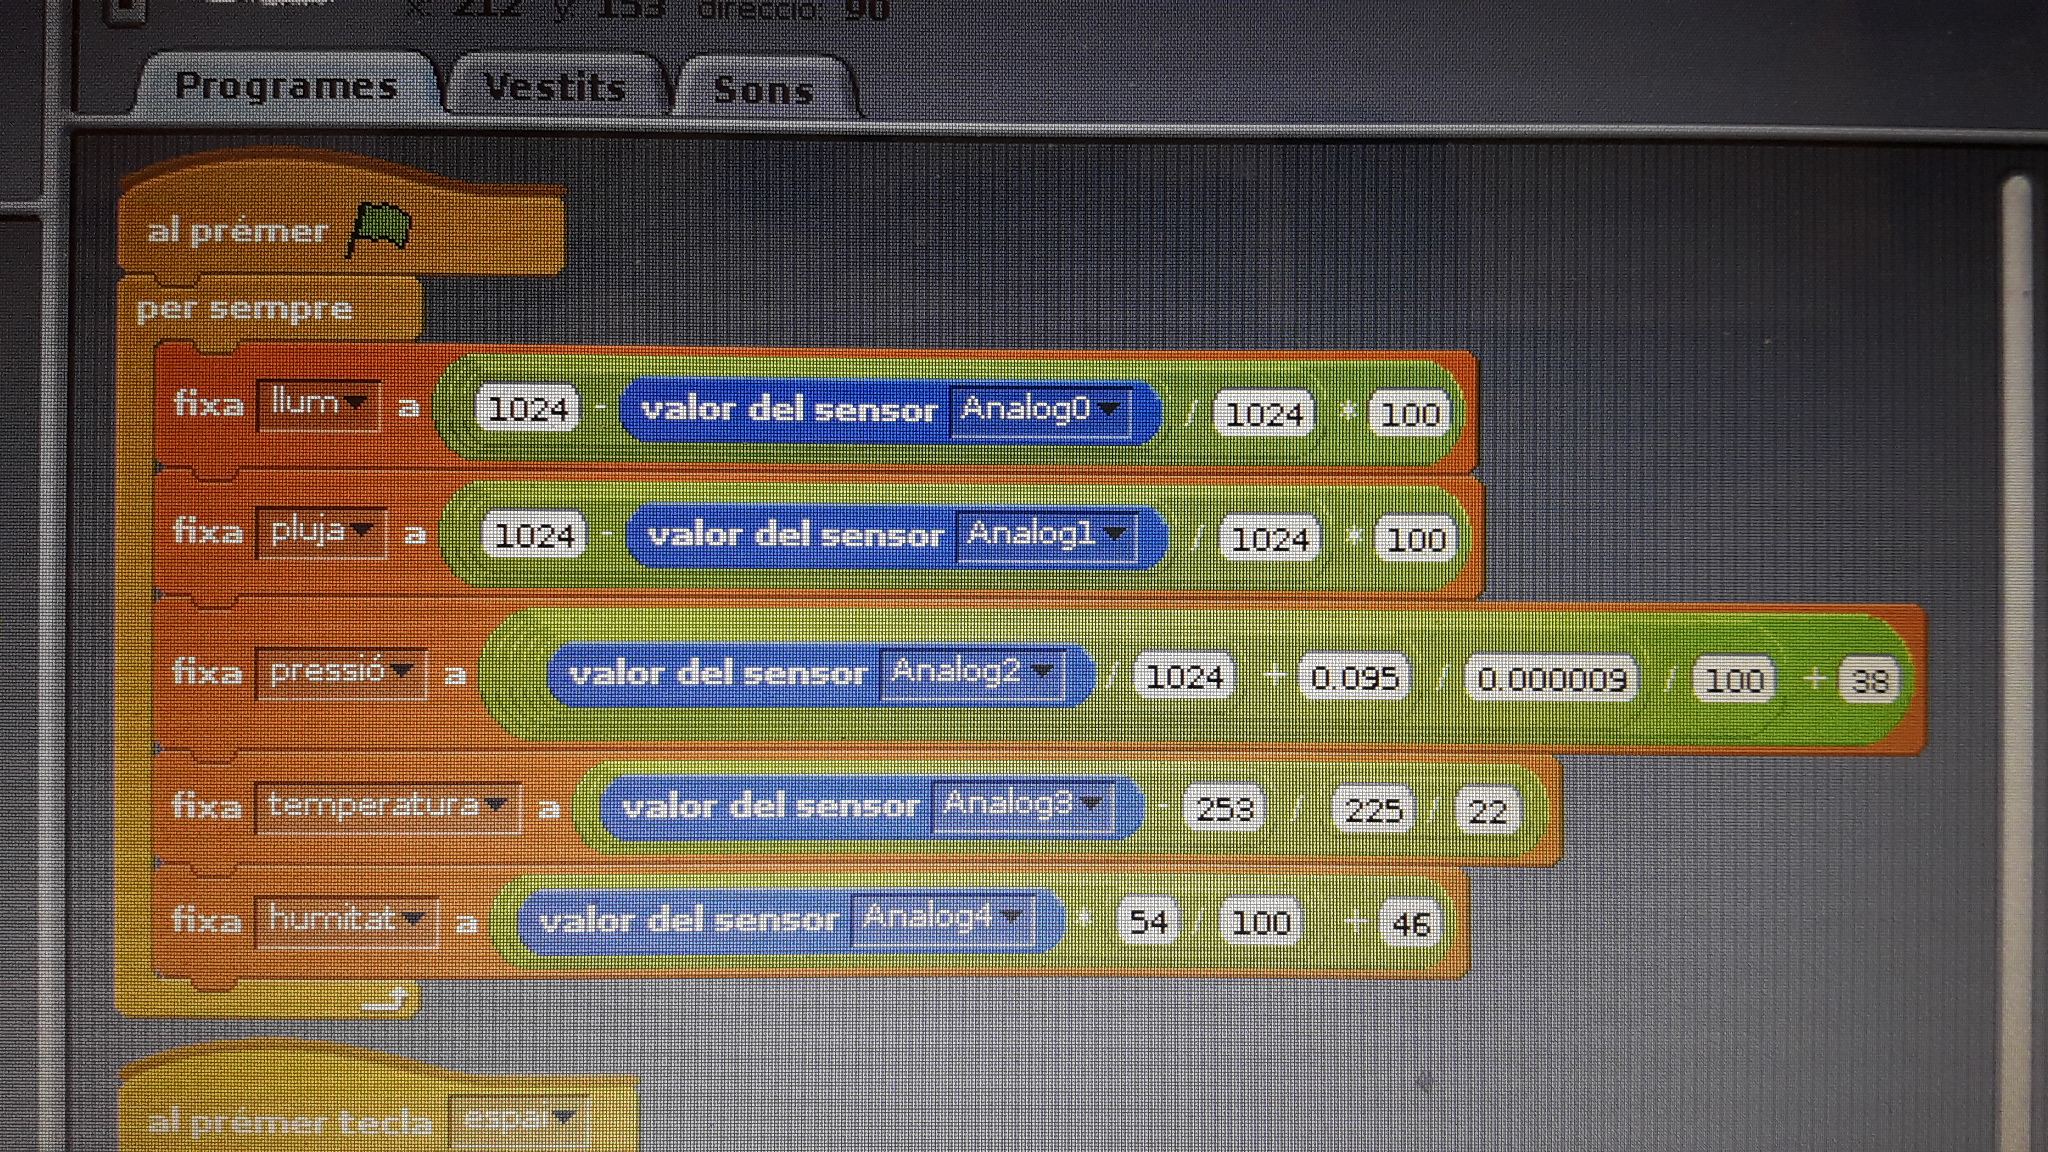 x: 212 y: 153 direcció: 90
Programes Vestits Sons
al prémer
per sempre
fixa llum a 1024 - valor del sensor Analog0 / 1024 * 100
fixa pluja a 1024 - valor del sensor Analog1 / 1024 * 100
fixa pressió a valor del sensor Analog2 / 1024 + 0.095 / 0.000009 / 100 + 38
fixa temperatura a valor del sensor Analog3 - 253 / 225 / 22
fixa humitat a valor del sensor Analog4 * 54 / 100 + 46
al prémer tecla espai